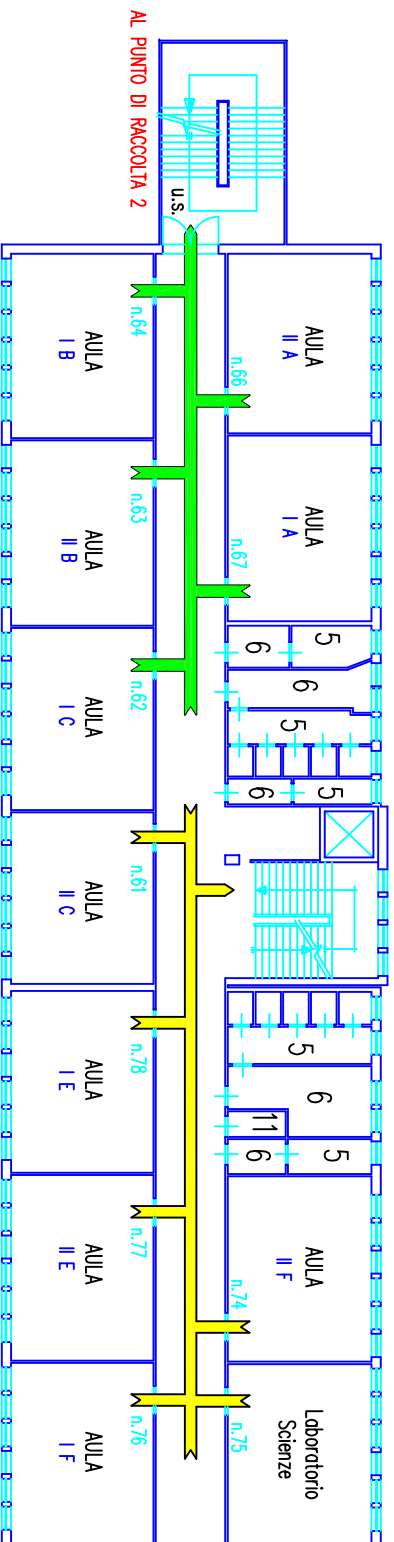 AL PUNTO DI RACCOLTA 2
u.s.
AULA
II A
n.66
AULA
I A
n.67
5
6
6
5
5
6
5
6
11
5
6
AULA
II F
n.74
Laboratorio
Scienze
n.75
n.64
AULA
I B
n.63
AULA
II B
n.62
AULA
I C
n.61
AULA
II C
n.78
AULA
I E
n.77
AULA
II E
n.76
AULA
I F